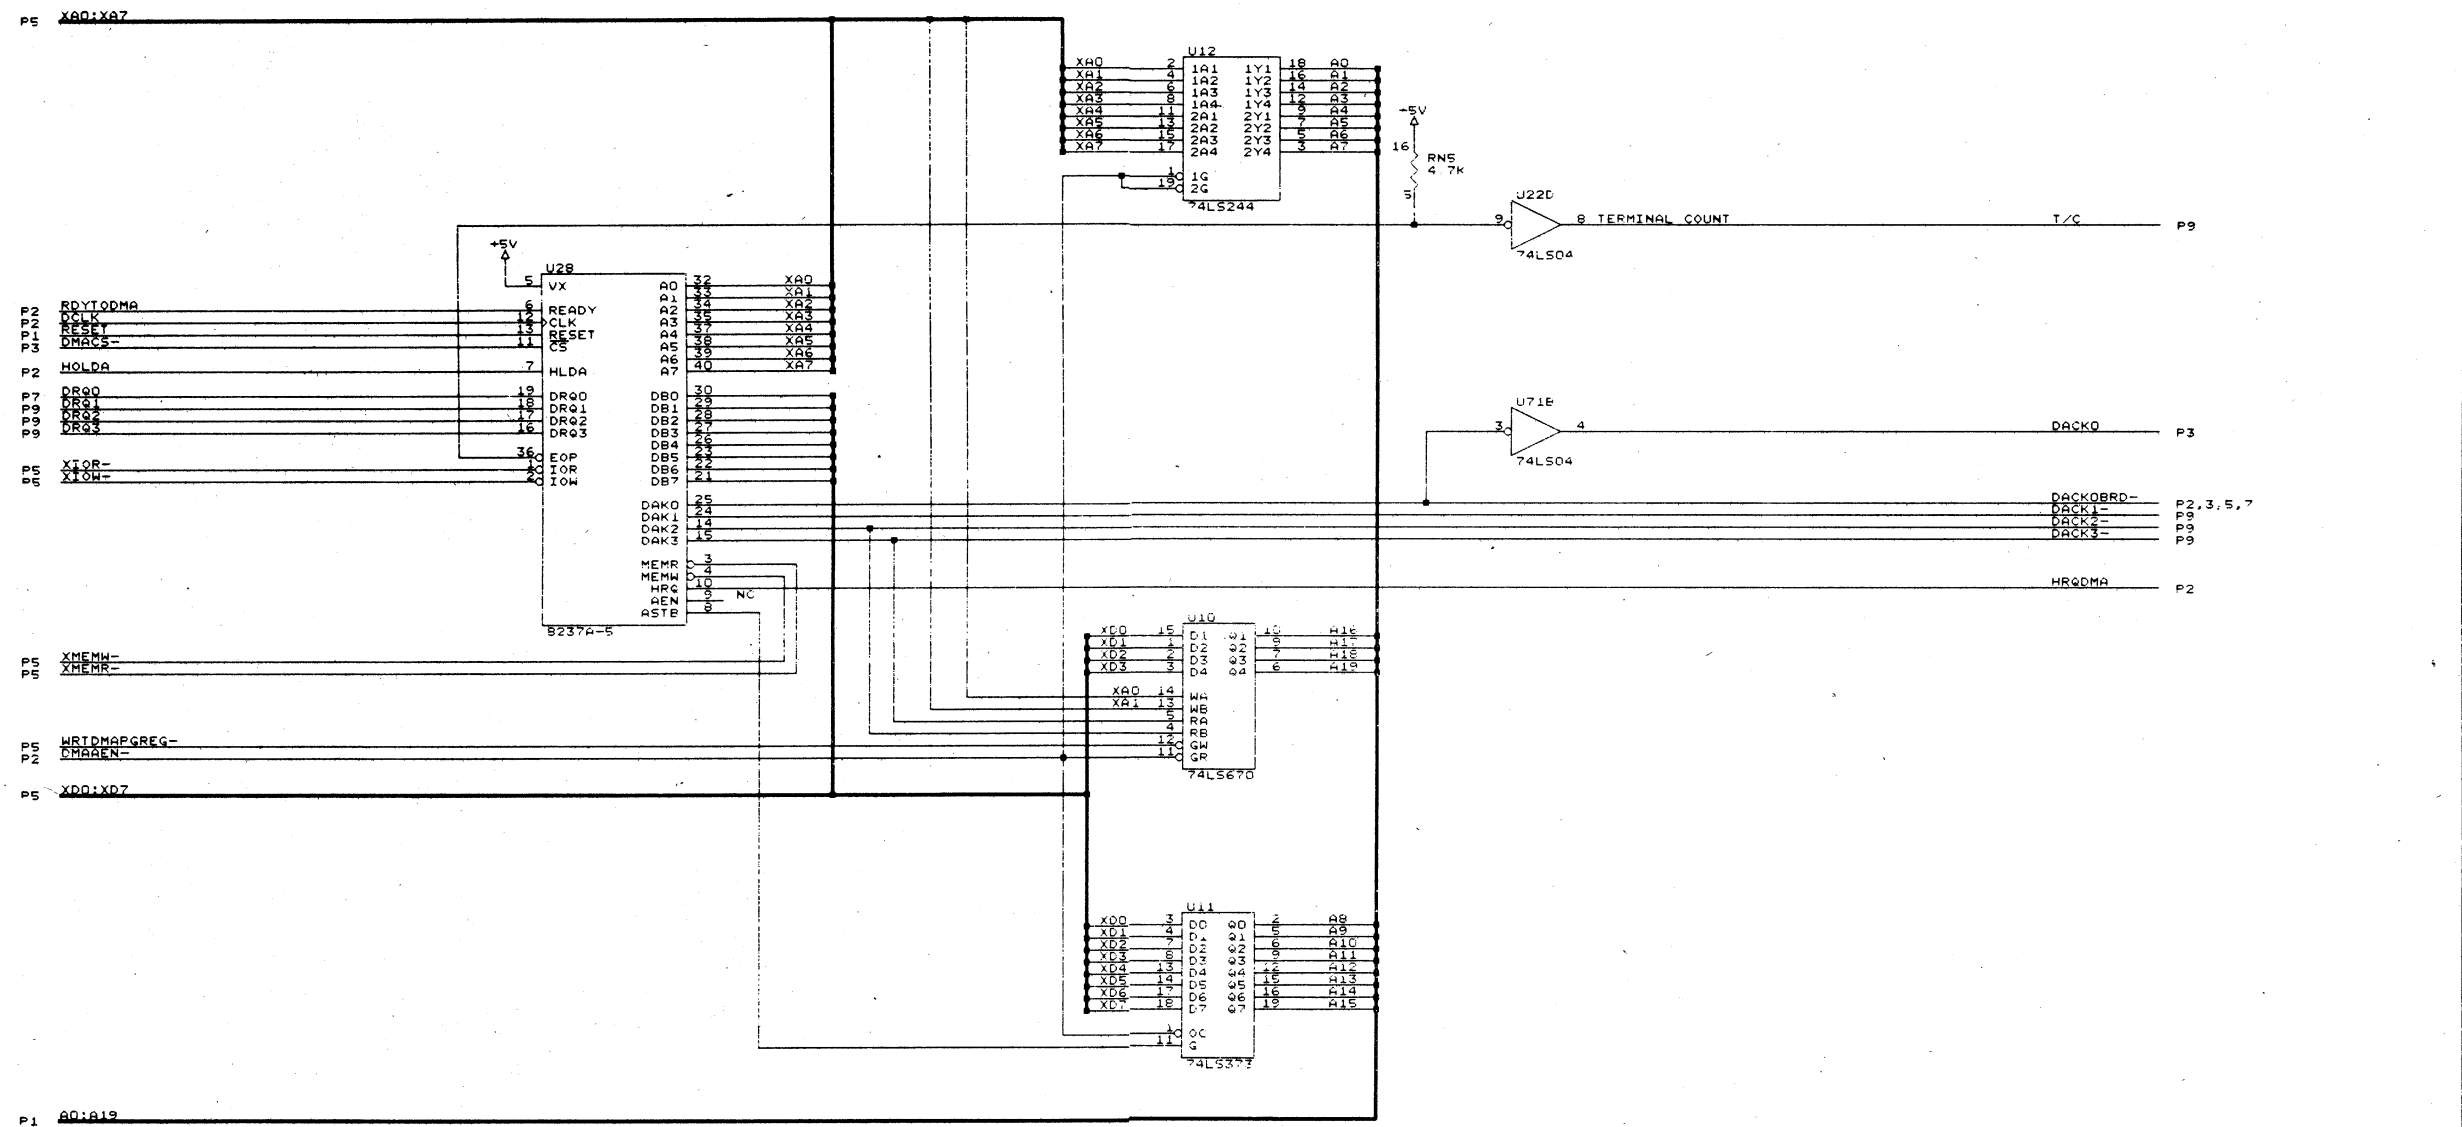 P5 XA0:XA7
U12
XA0 2 1A1 1Y1 18 A0
XA1 4 1A2 1Y2 16 A1
XA2 6 1A3 1Y3 14 A2
XA3 8 1A4 1Y4 12 A3
XA4 11 2A1 2Y1 9 A4
XA5 13 2A2 2Y2 7 A5
XA6 15 2A3 2Y3 5 A6
XA7 17 2A4 2Y4 3 A7
1 1G
19 2G
74LS244
+5V
16
RN5
4.7K
5
U22D
9 8 TERMINAL COUNT T/C P9
74LS04
+5V
U28
5 VX A0 32 XA0
A1 33 XA1
P2 RDYTODMA 6 READY A2 34 XA2
P2 DCLK 12 CLK A3 35 XA3
P1 RESET 13 RESET A4 37 XA4
P3 DMACS- 11 CS A5 38 XA5
A6 39 XA6
P2 HOLDA 7 HLDA A7 40 XA7
P7 DRQ0 19 DRQ0 DB0 30
P9 DRQ1 18 DRQ1 DB1 29
P9 DRQ2 17 DRQ2 DB2 28
P9 DRQ3 16 DRQ3 DB3 27
DB4 26
36 EOP DB5 23
P5 XIOR- 1 IOR DB6 22
P5 XIOW- 2 IOW DB7 21
U71B
3 4 DACK0 P3
74LS04
DAK0 25 DACK0BRD- P2,3,5,7
DAK1 24 DACK1- P9
DAK2 14 DACK2- P9
DAK3 15 DACK3- P9
MEMR 3
MEMW 4
HRQ 10 HRQDMA P2
AEN 9 NC
ASTB 8
8237A-5
U10
XD0 15 D1 Q1 10 A16
XD1 1 D2 Q2 9 A17
XD2 2 D3 Q3 7 A18
XD3 3 D4 Q4 6 A19
P5 XMEMW-
P5 XMEMR-
XA0 14 WA
XA1 13 WB
5 RA
4 RB
P5 WRTDMAPGREG- 12 GW
P2 DMAAEN- 11 GR
74LS670
P5 XD0:XD7
U11
XD0 3 D0 Q0 2 A8
XD1 4 D1 Q1 5 A9
XD2 7 D2 Q2 6 A10
XD3 8 D3 Q3 9 A11
XD4 13 D4 Q4 12 A12
XD5 14 D5 Q5 15 A13
XD6 17 D6 Q6 16 A14
XD7 18 D7 Q7 19 A15
1 OC
11 G
74LS373
P1 A0:A19